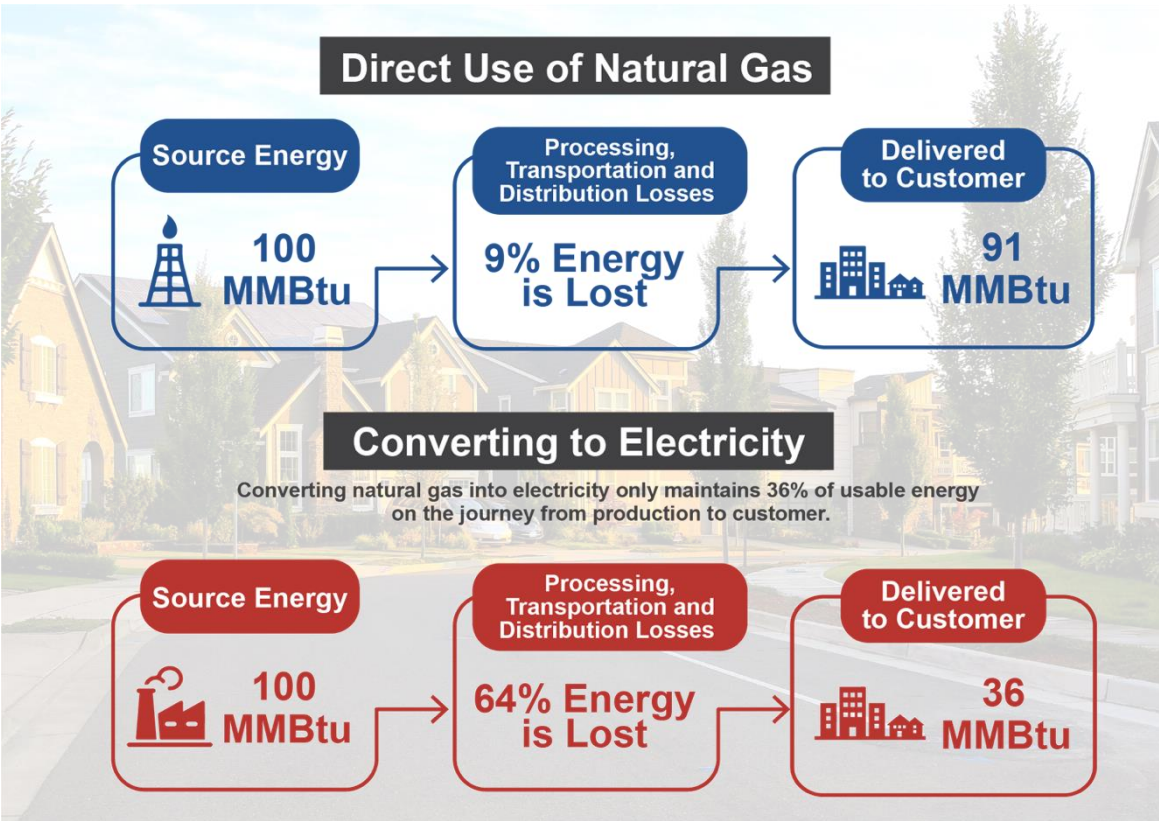 Direct Use of Natural Gas
Source Energy
100
MMBtu
Processing,
Transportation and
Distribution Losses
9% Energy
is Lost
Delivered
to Customer
91
MMBtu
Converting to Electricity
Converting natural gas into electricity only maintains 36% of usable energy
on the journey from production to customer.
Source Energy
100
MMBtu
Processing,
Transportation and
Distribution Losses
64% Energy
is Lost
Delivered
to Customer
36
MMBtu